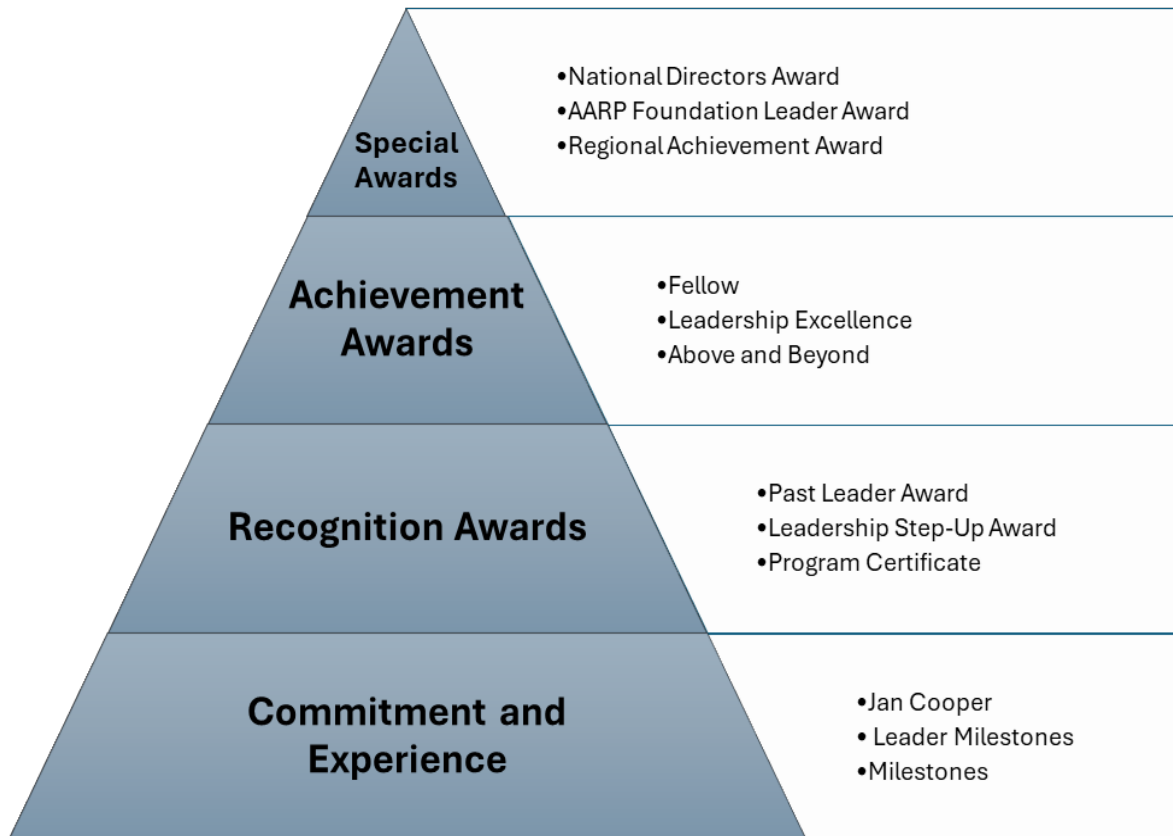 Special
Awards
•National Directors Award
•AARP Foundation Leader Award
•Regional Achievement Award
Achievement
Awards
•Fellow
•Leadership Excellence
•Above and Beyond
Recognition Awards
•Past Leader Award
•Leadership Step-Up Award
•Program Certificate
Commitment and
Experience
•Jan Cooper
• Leader Milestones
•Milestones